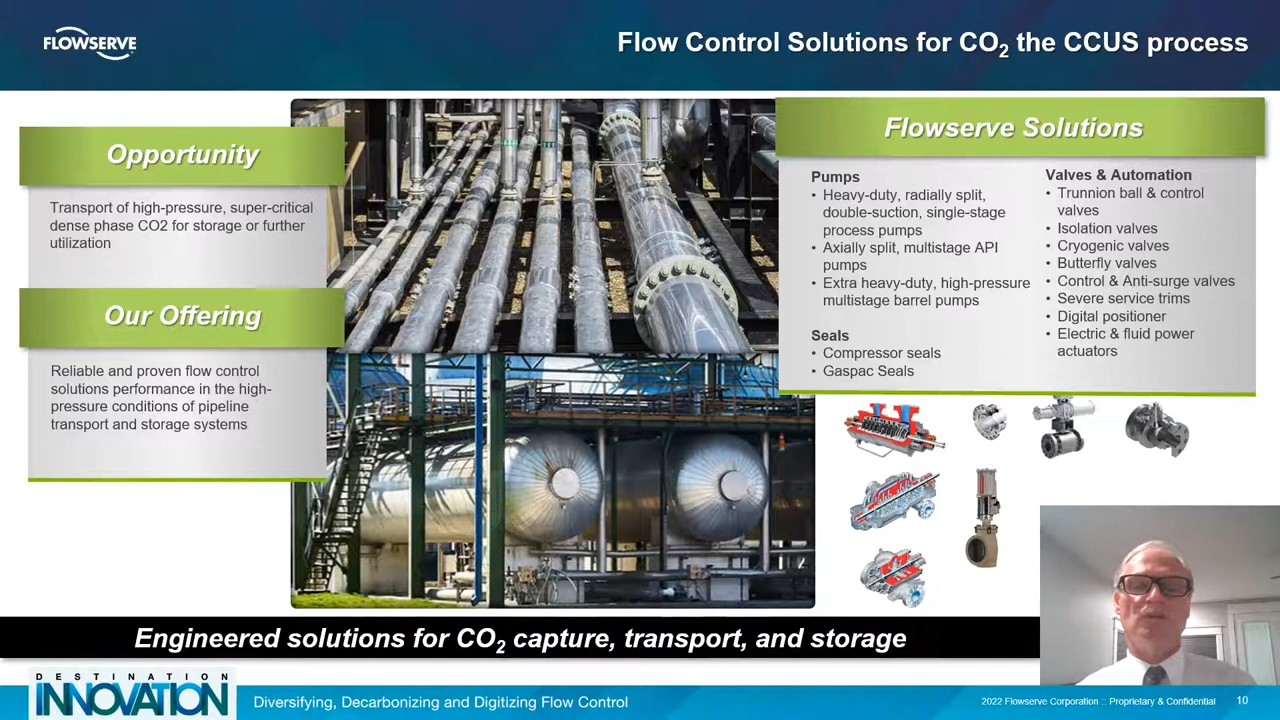 FLOWSERVE
Flow Control Solutions for CO₂ the CCUS process
Opportunity
Transport of high-pressure, super-critical
dense phase CO2 for storage or further
utilization
Our Offering
Reliable and proven flow control
solutions performance in the high-
pressure conditions of pipeline
transport and storage systems
Flowserve Solutions
Pumps
• Heavy-duty, radially split,
double-suction, single-stage
process pumps
• Axially split, multistage API
pumps
• Extra heavy-duty, high-pressure
multistage barrel pumps
Seals
• Compressor seals
• Gaspac Seals
Valves & Automation
• Trunnion ball & control
valves
• Isolation valves
• Cryogenic valves
• Butterfly valves
• Control & Anti-surge valves
• Severe service trims
• Digital positioner
• Electric & fluid power
actuators
Engineered solutions for CO₂ capture, transport, and storage
DESTINATION
INNOVATION
Diversifying, Decarbonizing and Digitizing Flow Control
2022 Flowserve Corporation :: Proprietary & Confidential
10